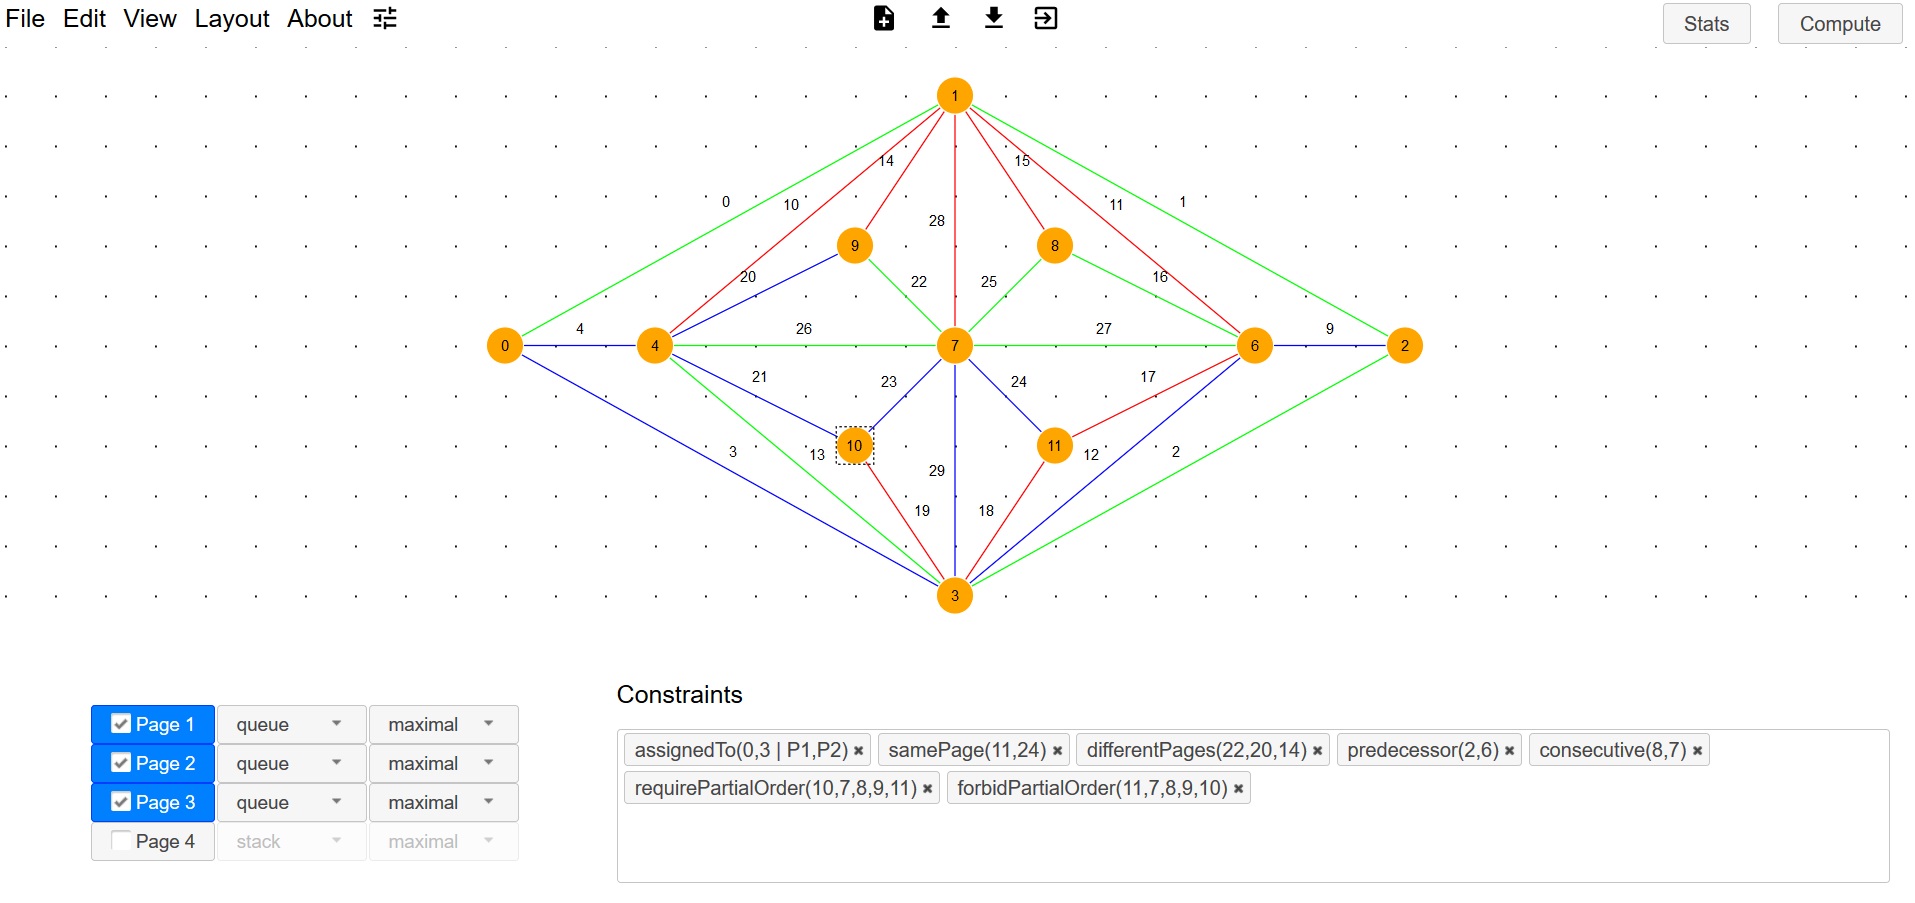 File Edit View Layout About
Stats Compute
1
14 15
0 10 11 1
28
9 8
20 22 25 16
4 26 27 9
0 4 7 6 2
21 23 24 17
3 13 10 11 12 2
29
19 18
3
Constraints
Page 1 queue maximal
Page 2 queue maximal
Page 3 queue maximal
Page 4 stack maximal
assignedTo(0,3 | P1,P2) × samePage(11,24) × differentPages(22,20,14) × predecessor(2,6) × consecutive(8,7) ×
requirePartialOrder(10,7,8,9,11) × forbidPartialOrder(11,7,8,9,10) ×